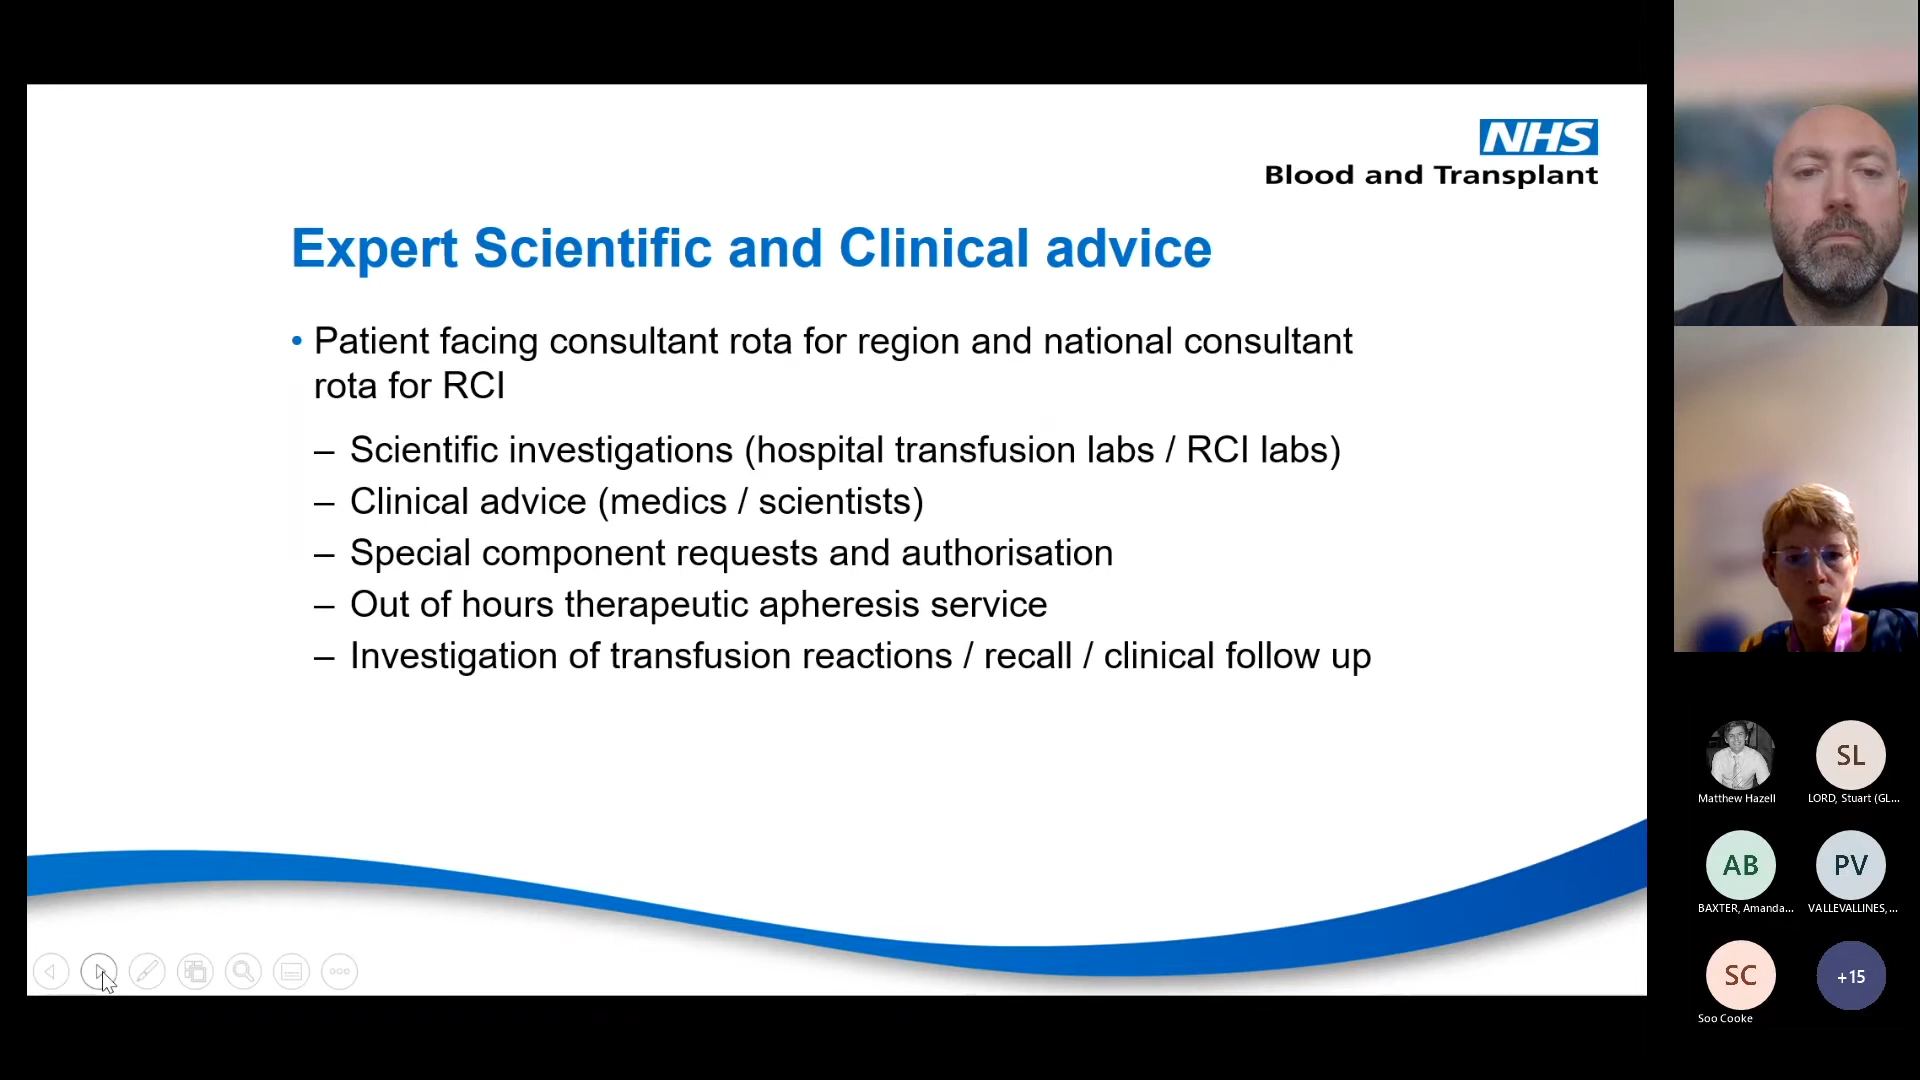 NHS
Blood and Transplant
Expert Scientific and Clinical advice
• Patient facing consultant rota for region and national consultant
rota for RCI
– Scientific investigations (hospital transfusion labs / RCI labs)
– Clinical advice (medics / scientists)
– Special component requests and authorisation
– Out of hours therapeutic apheresis service
– Investigation of transfusion reactions / recall / clinical follow up
Matthew Hazell
SL
LORD, Stuart (GL...
AB
BAXTER, Amanda...
PV
VALLEVALLINES,...
SC
Soo Cooke
+15